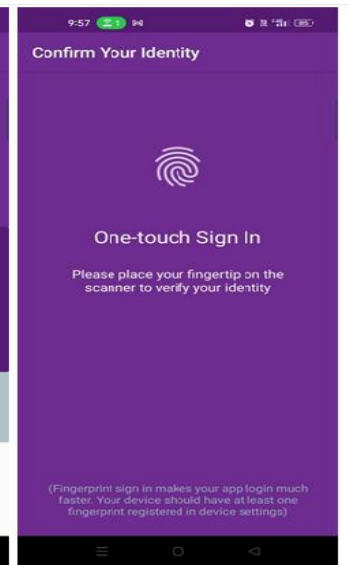 9:57
Confirm Your Identity
One-touch Sign In
Please place your fingertip on the
scanner to verify your identity
(Fingerprint sign in makes your app login much
faster. Your device should have at least one
fingerprint registered in device settings)